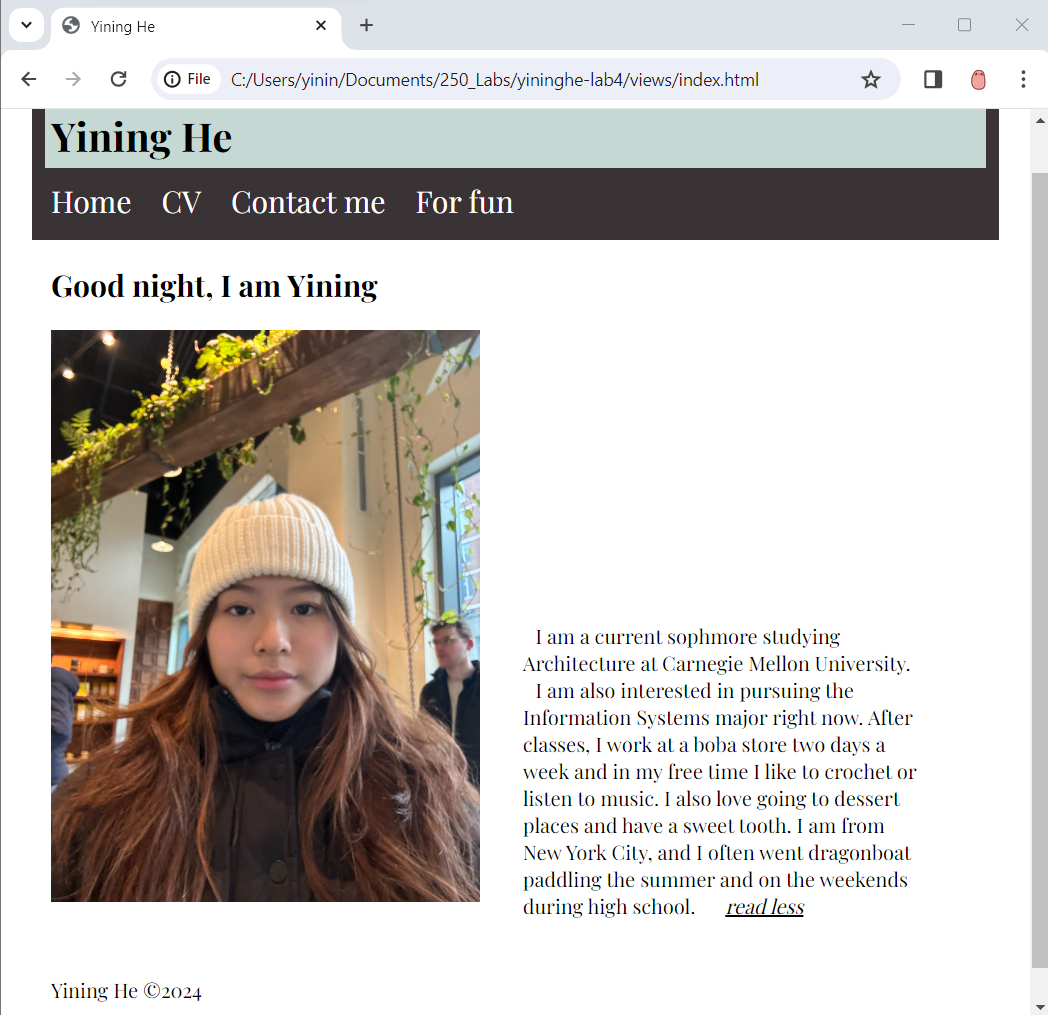 Yining He
File
C:/Users/yinin/Documents/250_Labs/yininghe-lab4/views/index.html
Yining He
Home CV Contact me For fun
Good night, I am Yining
I am a current sophmore studying
Architecture at Carnegie Mellon University.
I am also interested in pursuing the
Information Systems major right now. After
classes, I work at a boba store two days a
week and in my free time I like to crochet or
listen to music. I also love going to dessert
places and have a sweet tooth. I am from
New York City, and I often went dragonboat
paddling the summer and on the weekends
during high school. read less
Yining He ©2024